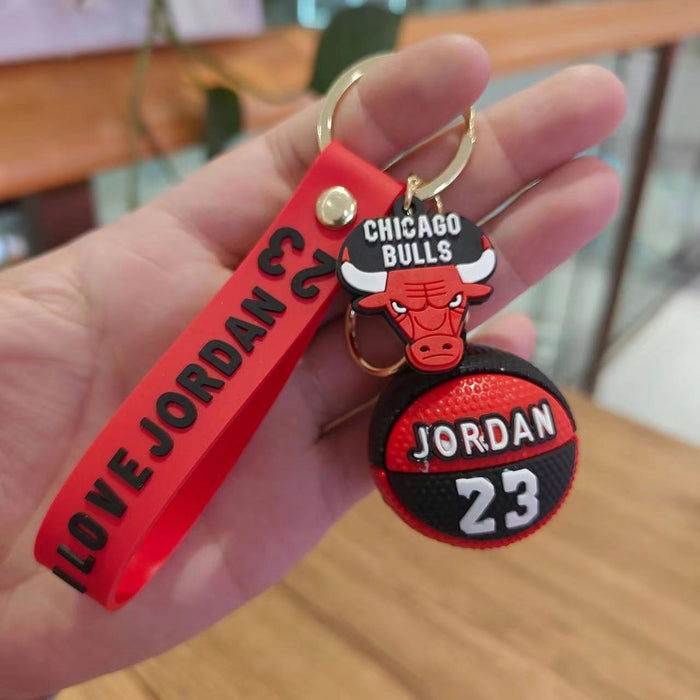 I LOVE JORDAN 23
CHICAGO
BULLS
JORDAN
23